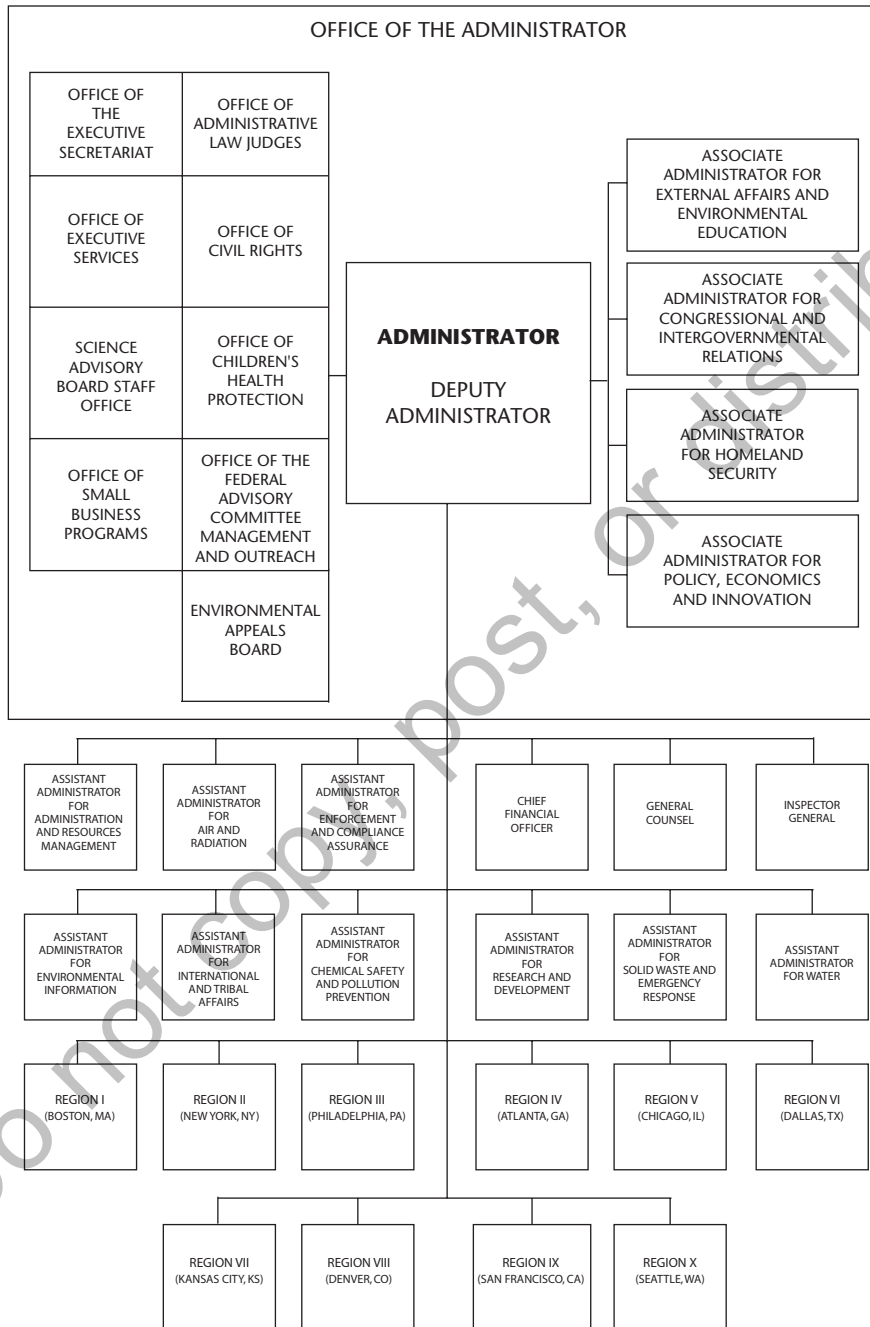 OFFICE OF THE ADMINISTRATOR
OFFICE OF
THE
EXECUTIVE
SECRETARIAT
OFFICE OF
ADMINISTRATIVE
LAW JUDGES
OFFICE OF
EXECUTIVE
SERVICES
OFFICE OF
CIVIL RIGHTS
SCIENCE
ADVISORY
BOARD STAFF
OFFICE
OFFICE OF
CHILDREN'S
HEALTH
PROTECTION
OFFICE OF
SMALL
BUSINESS
PROGRAMS
OFFICE OF THE
FEDERAL
ADVISORY
COMMITTEE
MANAGEMENT
AND OUTREACH
ENVIRONMENTAL
APPEALS
BOARD
ADMINISTRATOR
DEPUTY
ADMINISTRATOR
ASSOCIATE
ADMINISTRATOR FOR
EXTERNAL AFFAIRS AND
ENVIRONMENTAL
EDUCATION
ASSOCIATE
ADMINISTRATOR FOR
CONGRESSIONAL AND
INTERGOVERNMENTAL
RELATIONS
ASSOCIATE
ADMINISTRATOR
FOR HOMELAND
SECURITY
ASSOCIATE
ADMINISTRATOR FOR
POLICY, ECONOMICS
AND INNOVATION
ASSISTANT
ADMINISTRATOR
FOR
ADMINISTRATION
AND RESOURCES
MANAGEMENT
ASSISTANT
ADMINISTRATOR
FOR
AIR AND
RADIATION
ASSISTANT
ADMINISTRATOR
FOR
ENFORCEMENT
AND COMPLIANCE
ASSURANCE
CHIEF
FINANCIAL
OFFICER
GENERAL
COUNSEL
INSPECTOR
GENERAL
ASSISTANT
ADMINISTRATOR
FOR
ENVIRONMENTAL
INFORMATION
ASSISTANT
ADMINISTRATOR
FOR
INTERNATIONAL
AND TRIBAL
AFFAIRS
ASSISTANT
ADMINISTRATOR
FOR
CHEMICAL SAFETY
AND POLLUTION
PREVENTION
ASSISTANT
ADMINISTRATOR
FOR
RESEARCH AND
DEVELOPMENT
ASSISTANT
ADMINISTRATOR
FOR
SOLID WASTE AND
EMERGENCY
RESPONSE
ASSISTANT
ADMINISTRATOR
FOR WATER
REGION I
(BOSTON, MA)
REGION II
(NEW YORK, NY)
REGION III
(PHILADELPHIA, PA)
REGION IV
(ATLANTA, GA)
REGION V
(CHICAGO, IL)
REGION VI
(DALLAS, TX)
REGION VII
(KANSAS CITY, KS)
REGION VIII
(DENVER, CO)
REGION IX
(SAN FRANCISCO, CA)
REGION X
(SEATTLE, WA)
not copy, post, or